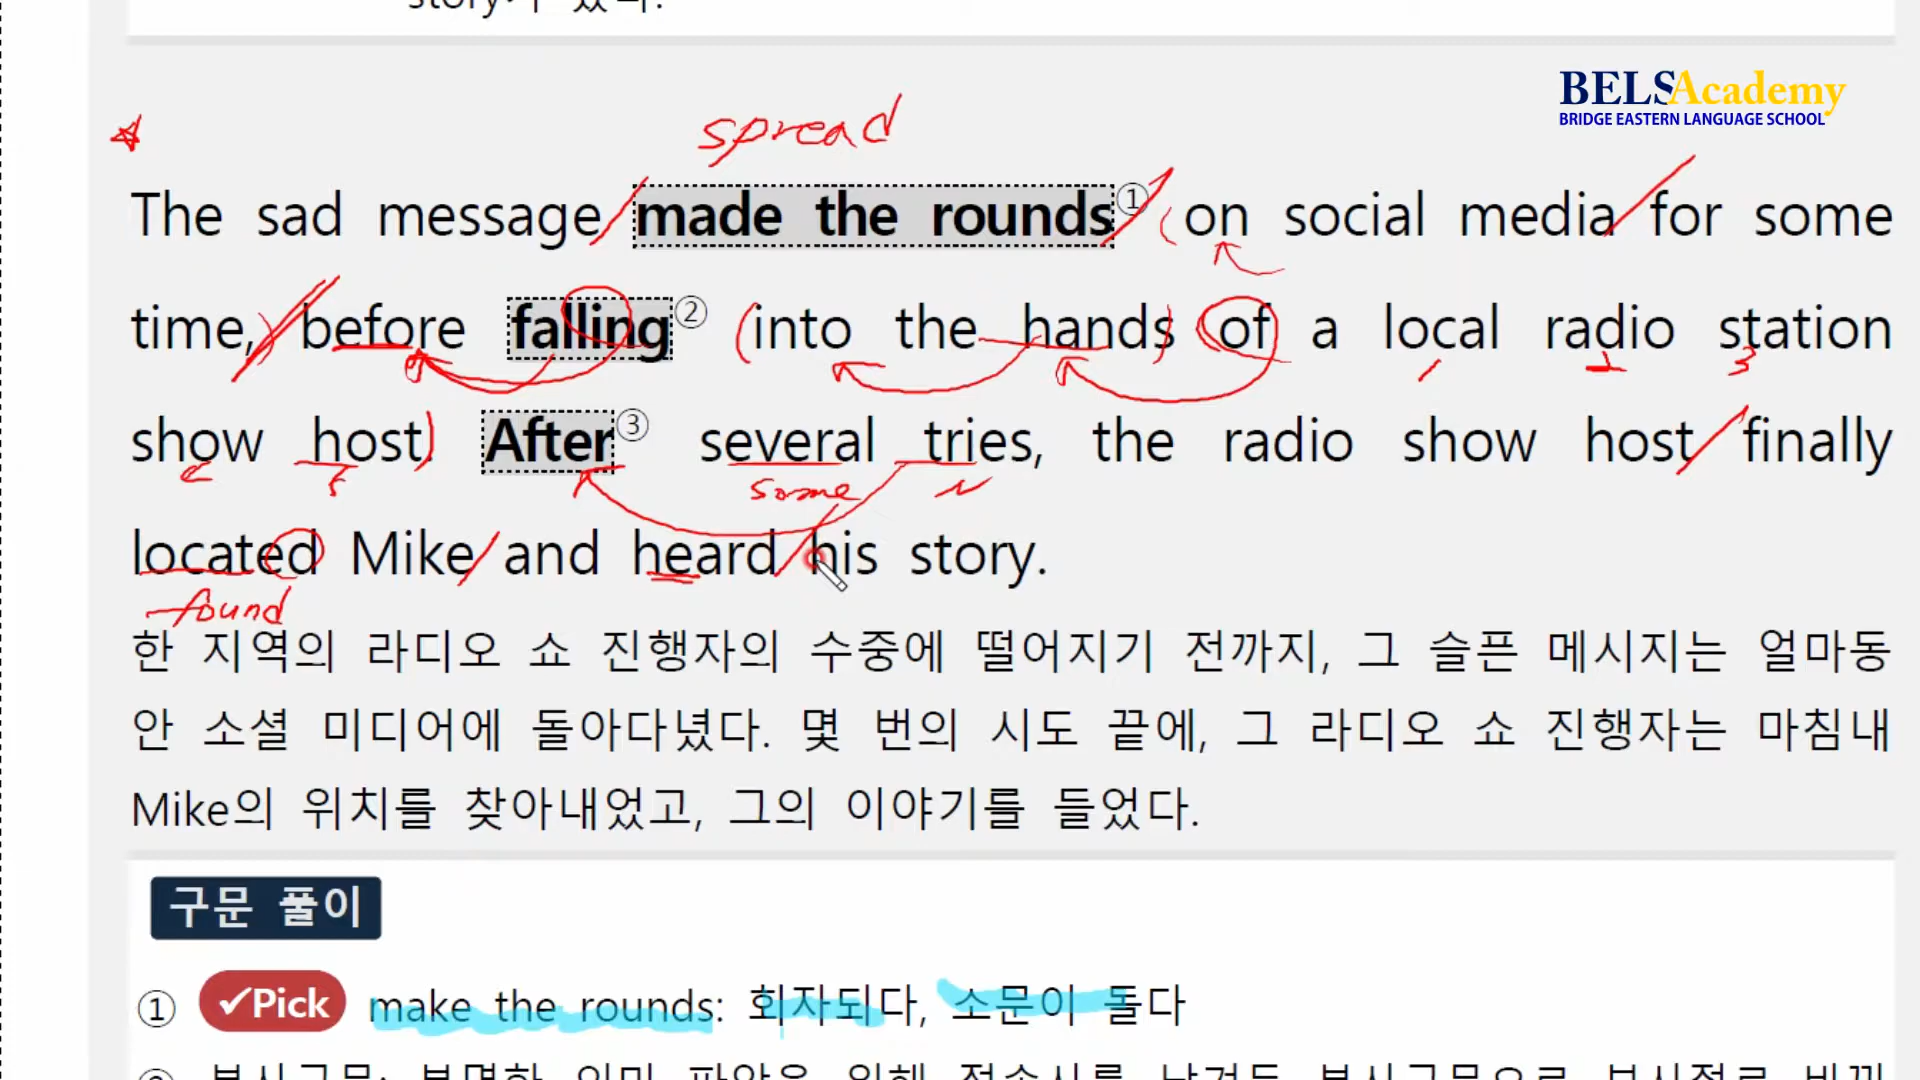 BELS Academy
BRIDGE EASTERN LANGUAGE SCHOOL
spread
The sad message made the rounds① on social media for some
time, before falling② (into the hands) of a local radio station
1 2 3
show host) After③ several tries, the radio show host finally
some N
located Mike and heard his story.
found
한 지역의 라디오 쇼 진행자의 수중에 떨어지기 전까지, 그 슬픈 메시지는 얼마동
안 소셜 미디어에 돌아다녔다. 몇 번의 시도 끝에, 그 라디오 쇼 진행자는 마침내
Mike의 위치를 찾아내었고, 그의 이야기를 들었다.
구문 풀이
① ✓Pick make the rounds: 회자되다, 소문이 돌다